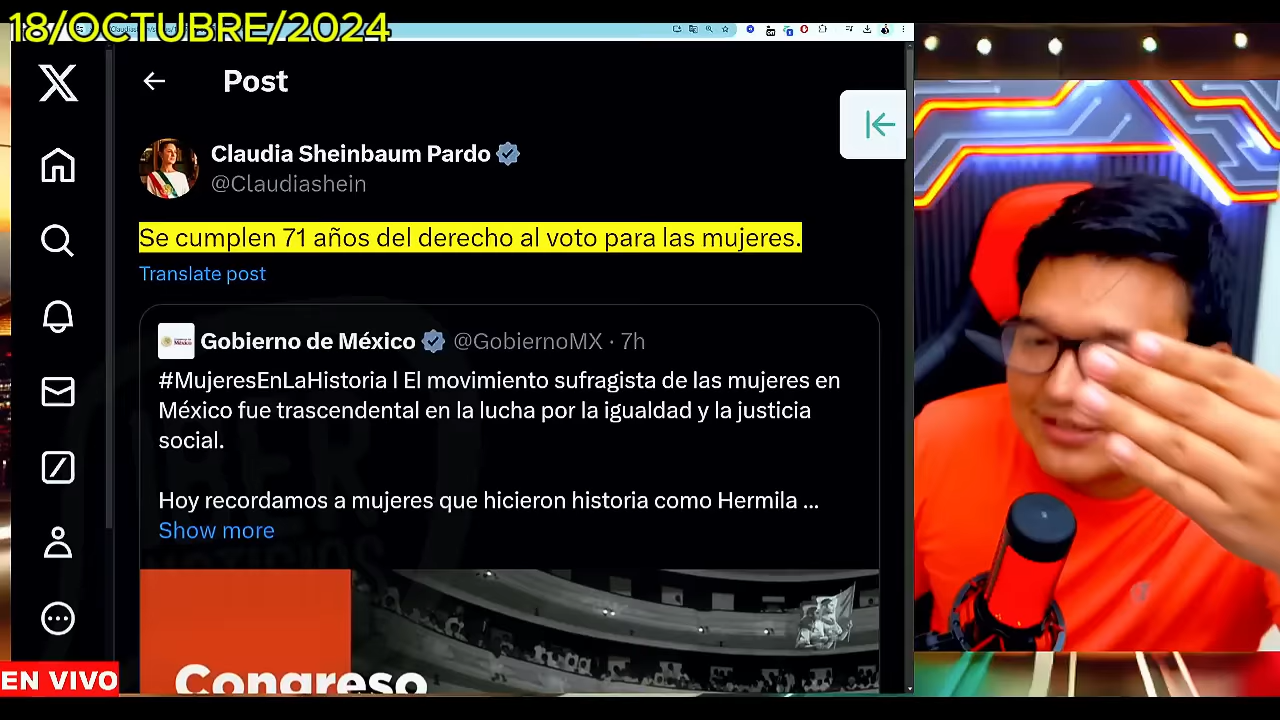 18/OCTUBRE/2024
Post
Claudia Sheinbaum Pardo
@Claudiashein
Se cumplen 71 años del derecho al voto para las mujeres.
Translate post
Gobierno de México @GobiernoMX · 7h
#MujeresEnLaHistoria l El movimiento sufragista de las mujeres en
México fue trascendental en la lucha por la igualdad y la justicia
social.
Hoy recordamos a mujeres que hicieron historia como Hermila ...
Show more
Congreso
EN VIVO